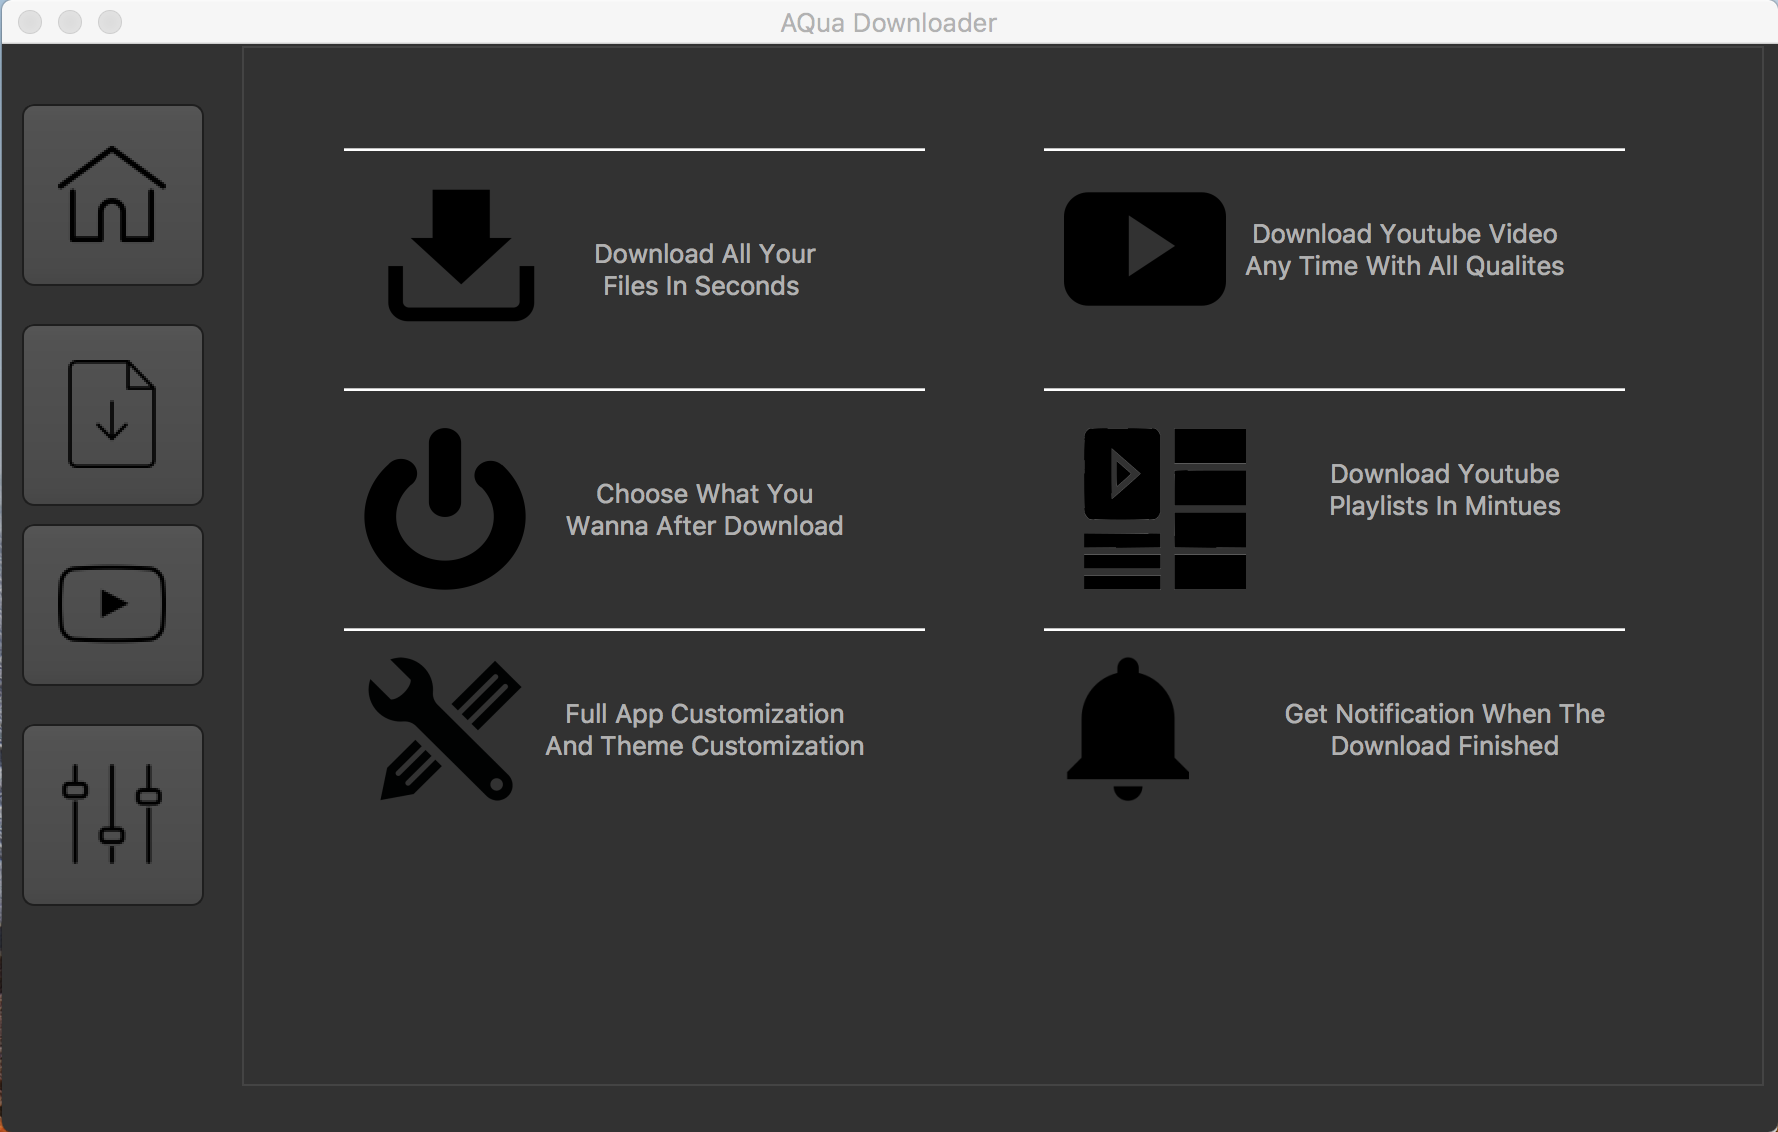 AQua Downloader
Download All Your
Files In Seconds
Download Youtube Video
Any Time With All Qualites
Choose What You
Wanna After Download
Download Youtube
Playlists In Mintues
Full App Customization
And Theme Customization
Get Notification When The
Download Finished